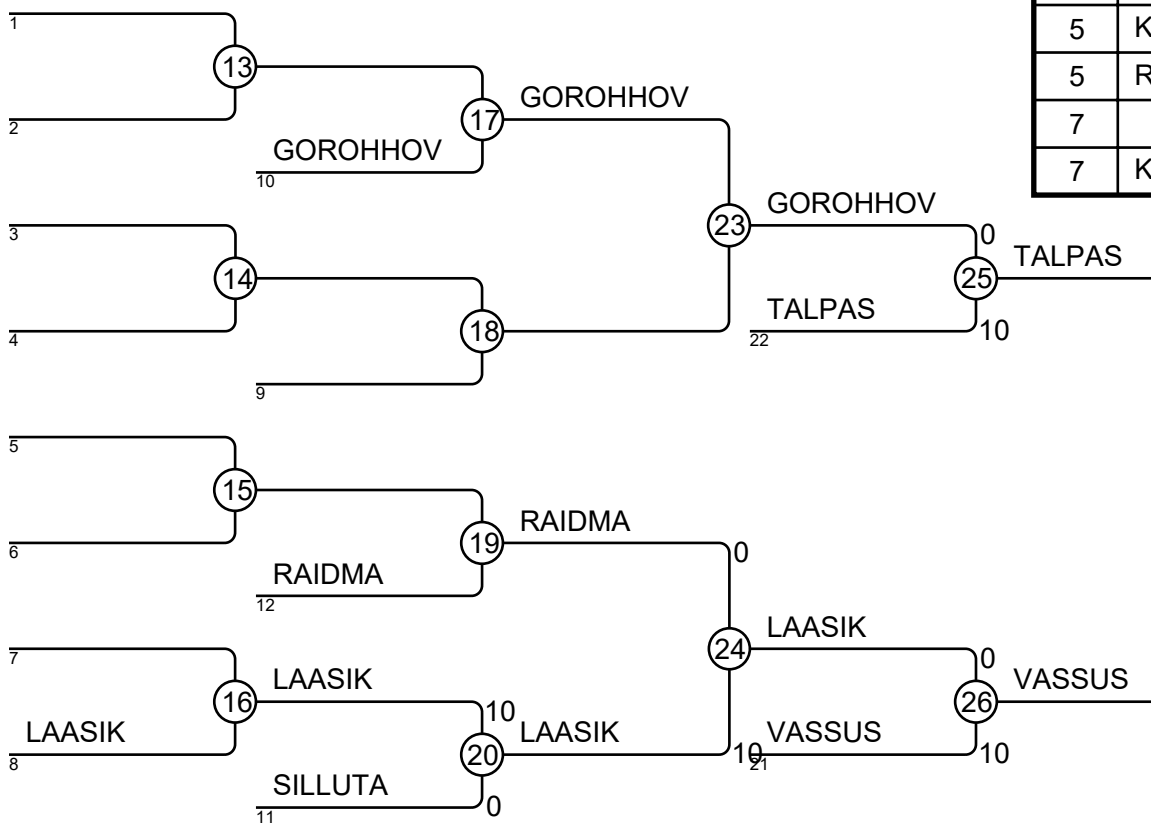 1
5 K
13
5 R
GOROHHOV
17
2
7
GOROHHOV
10
7 K
GOROHHOV
3
23
0
TALPAS
14
25
TALPAS
18
10
4
22
9
5
15
RAIDMA
19
0
6
RAIDMA
12
LAASIK
7
24
0
LAASIK
VASSUS
16
26
10
LAASIK
LAASIK
VASSUS
20
10
10
8
21
SILLUTA
0
11